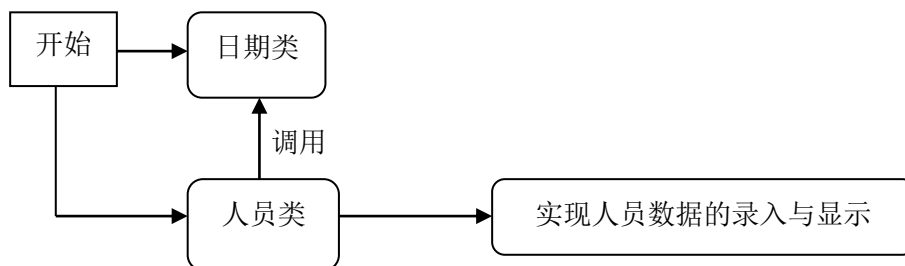 开始
日期类
调用
人员类
实现人员数据的录入与显示